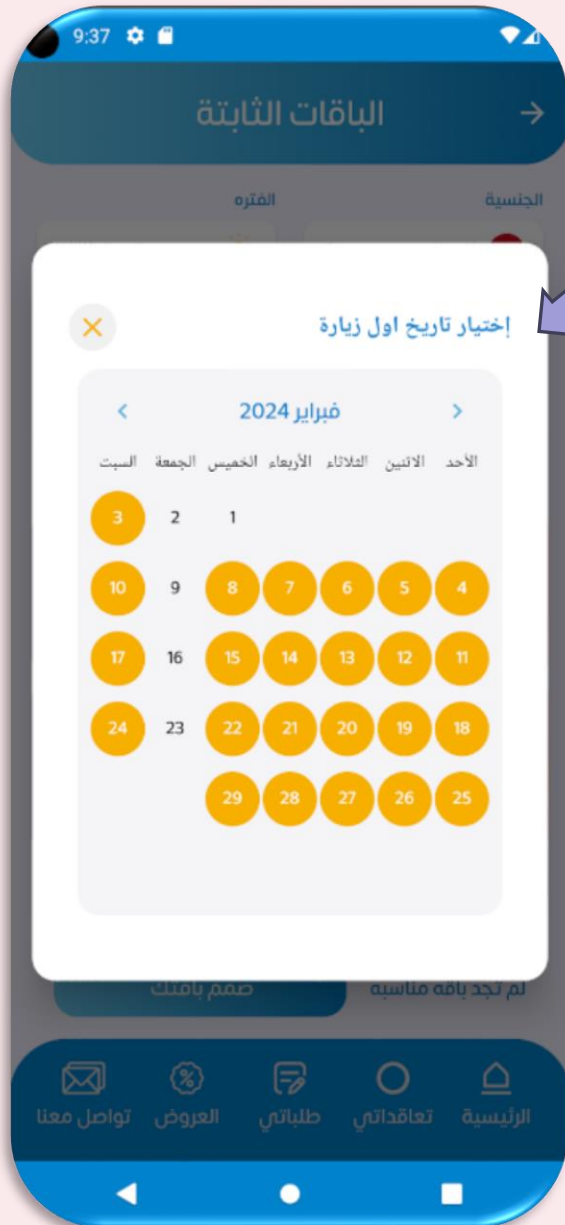 9:37
الباقات الثابتة
الجنسية الفتره
إختيار تاريخ اول زيارة
فبراير 2024
الأحد الاثنين الثلاثاء الأربعاء الخميس الجمعة السبت
1 2 3
4 5 6 7 8 9 10
11 12 13 14 15 16 17
18 19 20 21 22 23 24
25 26 27 28 29
لم تجد باقه مناسبه صمم باقتك
الرئيسية تعاقداتي طلباتي العروض تواصل معنا